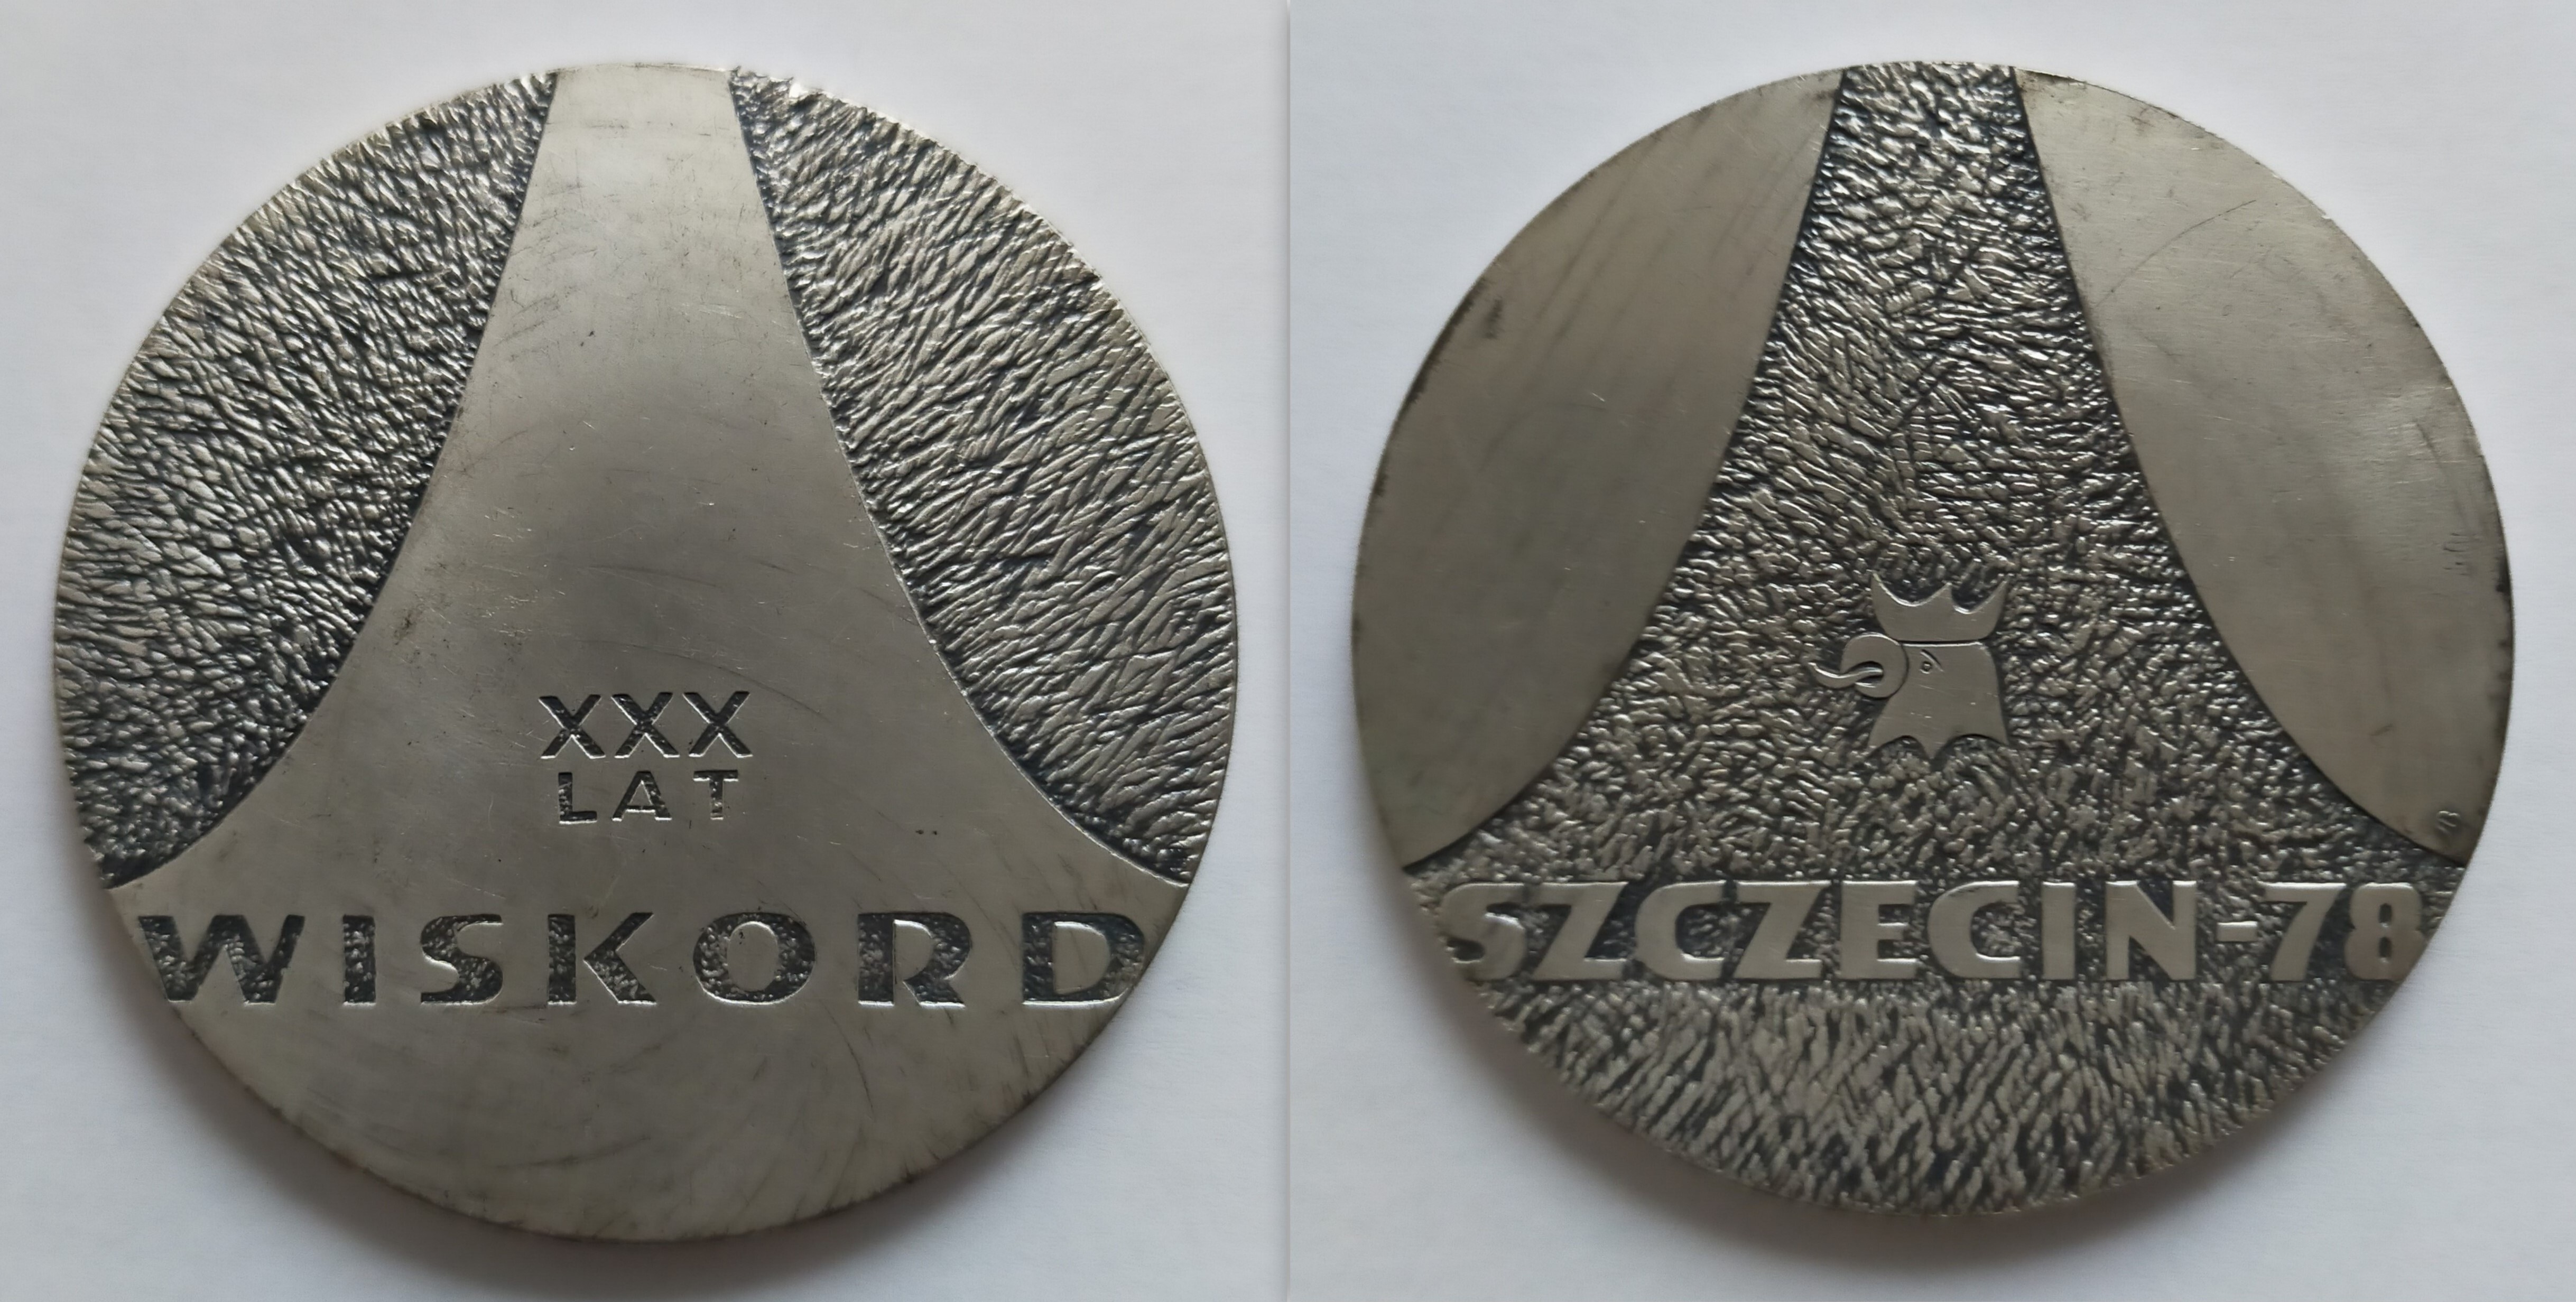 XXX
LAT
WISKORD
SZCZECIN-78